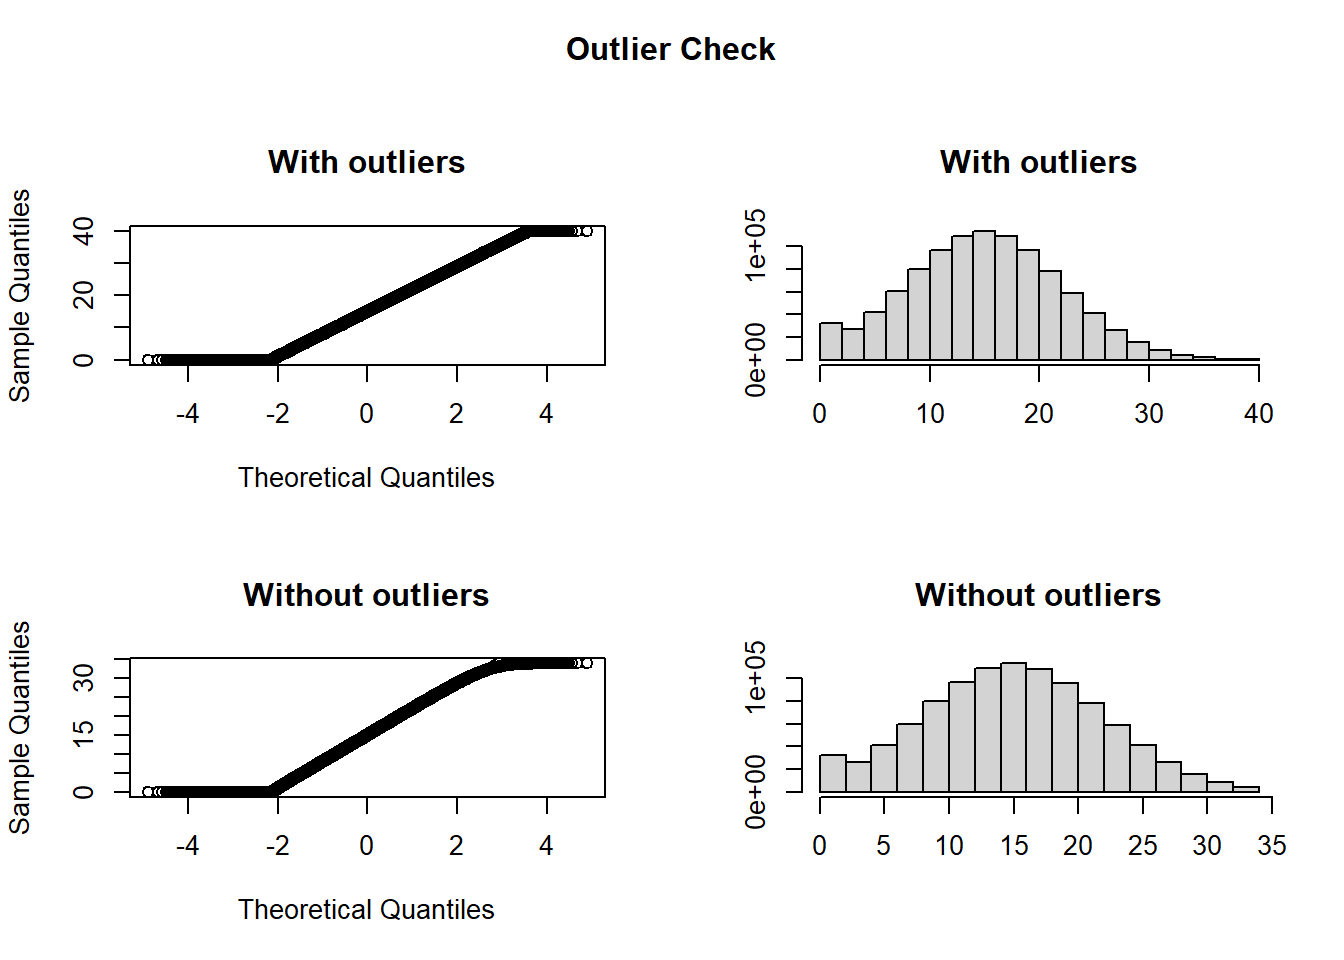 Outlier Check
With outliers
Sample Quantiles
0 20 40
-4 -2 0 2 4
Theoretical Quantiles
With outliers
0e+00 1e+05
0 10 20 30 40
Without outliers
Sample Quantiles
0 15 30
-4 -2 0 2 4
Theoretical Quantiles
Without outliers
0e+00 1e+05
0 5 10 15 20 25 30 35